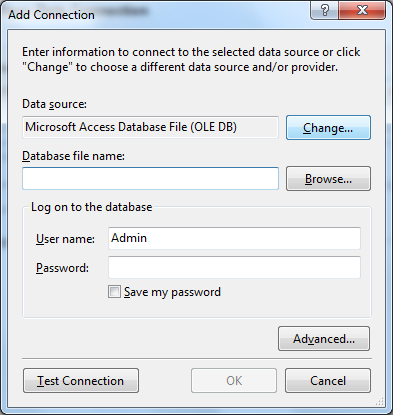 Add Connection
?
Enter information to connect to the selected data source or click
"Change" to choose a different data source and/or provider.
Data source:
Microsoft Access Database File (OLE DB)
Change...
Database file name:
Browse...
Log on to the database
User name:
Admin
Password:
Save my password
Advanced...
Test Connection
OK
Cancel